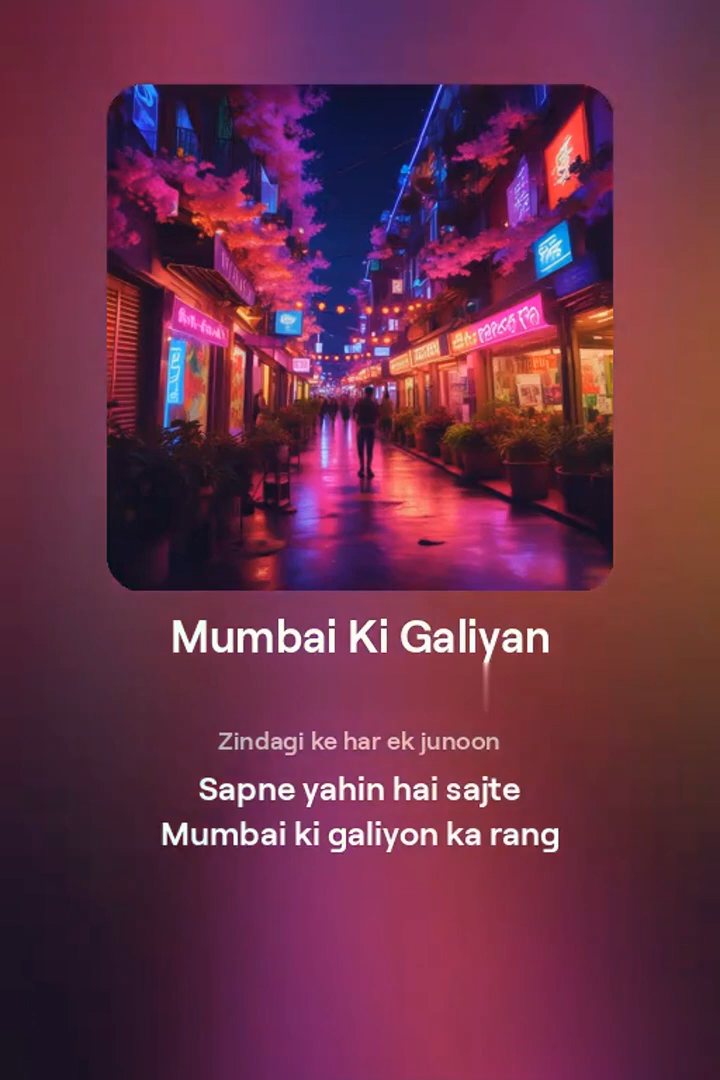 Mumbai Ki Galiyan
Zindagi ke har ek junoon
Sapne yahin hai sajte
Mumbai ki galiyon ka rang